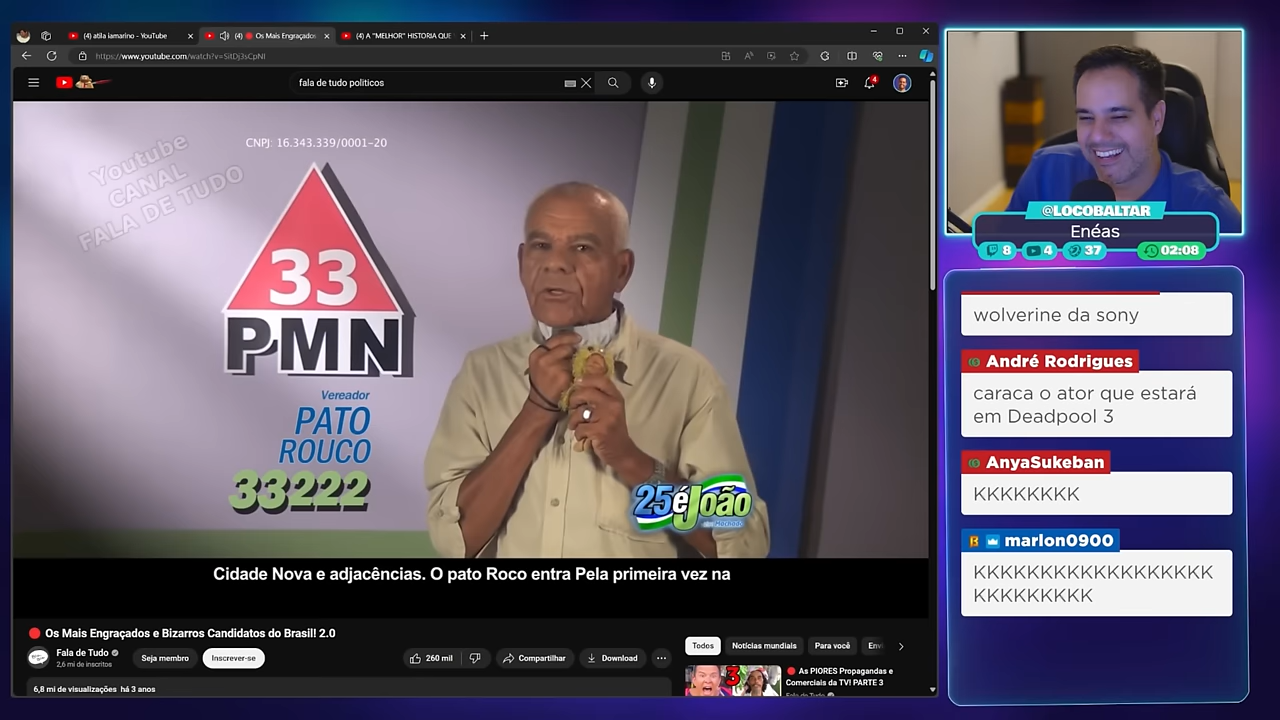 (4) atila iamarino - YouTube
(4) 🔴 Os Mais Engraçados
(4) A "MELHOR" HISTORIA QUE
https://www.youtube.com/watch?v=SitDj3sCpNI
fala de tudo politicos
4
Youtube
CANAL
FALA DE TUDO
CNPJ: 16.343.339/0001-20
33
PMN
Vereador
PATO
ROUCO
33222
25éJoão
Cidade Nova e adjacências. O pato Roco entra Pela primeira vez na
🔴 Os Mais Engraçados e Bizarros Candidatos do Brasil! 2.0
Fala de Tudo
2,6 mi de inscritos
Seja membro
Inscrever-se
260 mil
Compartilhar
Download
6,8 mi de visualizações há 3 anos
Todos
Notícias mundiais
Para você
3
🔴 As PIORES Propagandas e
Comerciais da TV! PARTE 3
Fala de Tudo
@LOCOBALTAR
Enéas
8
4
37
02:08
wolverine da sony
André Rodrigues
caraca o ator que estará
em Deadpool 3
AnyaSukeban
KKKKKKKK
marlon0900
KKKKKKKKKKKKKKKKKK
KKKKKKKKK